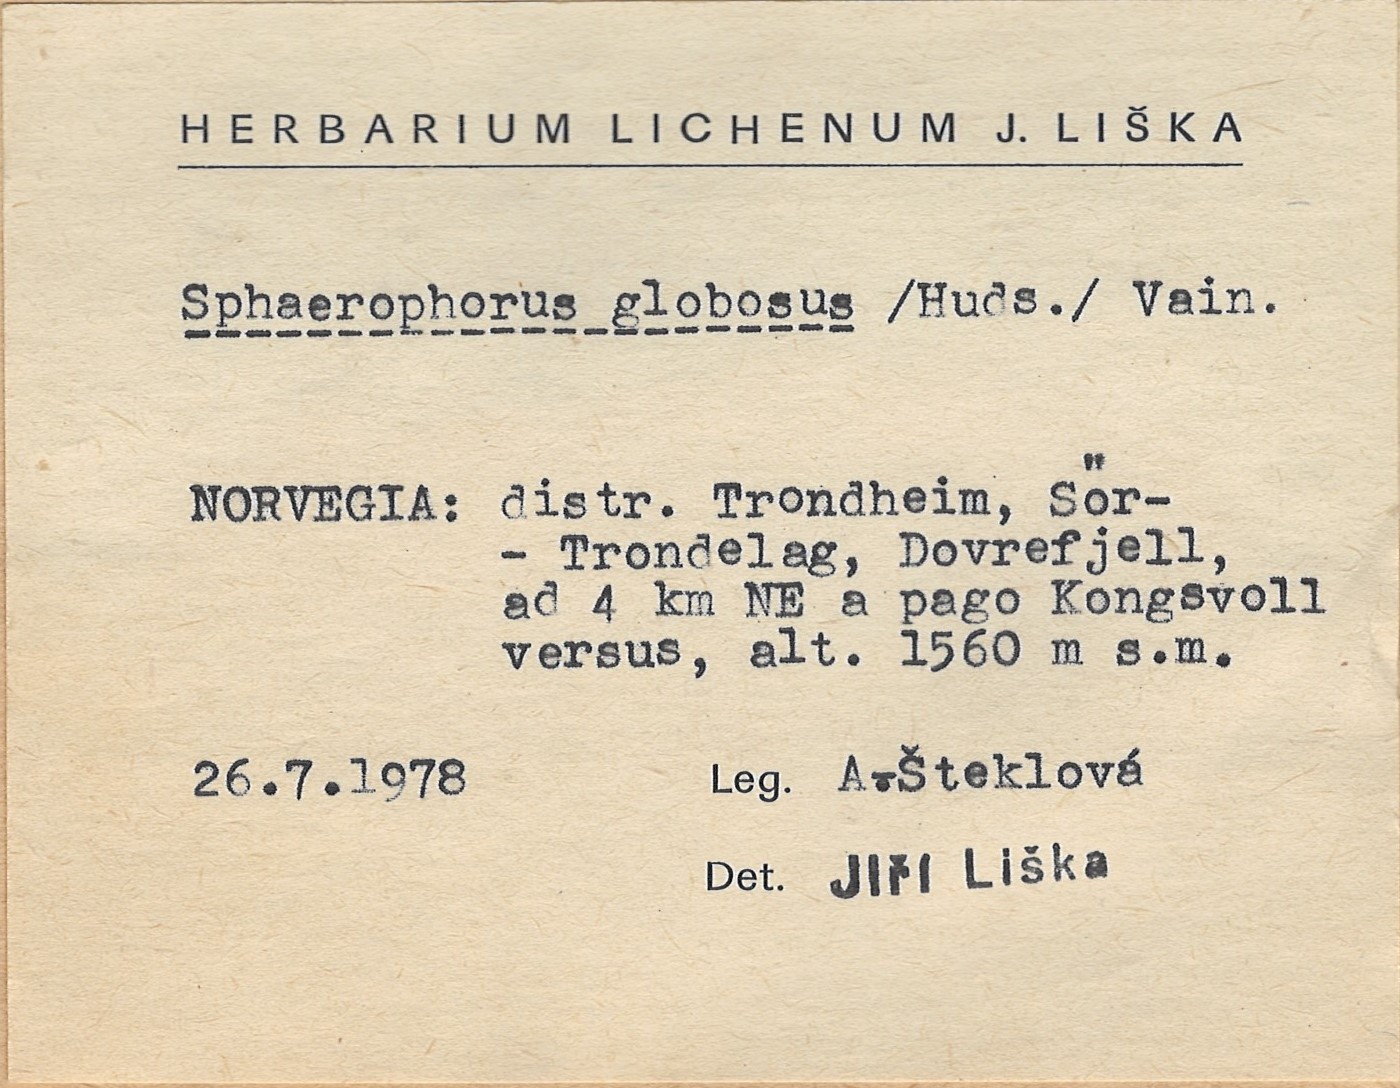 HERBARIUM LICHENUM J. LIŠKA
Sphaerophorus globosus /Huds./ Vain.
NORVEGIA: distr. Trondheim, Sör-
- Trondelag, Dovrefjell,
ad 4 km NE a pago Kongsvoll
versus, alt. 1560 m s.m.
26.7.1978 Leg. A.Šteklová
Det. JIŘÍ Liška